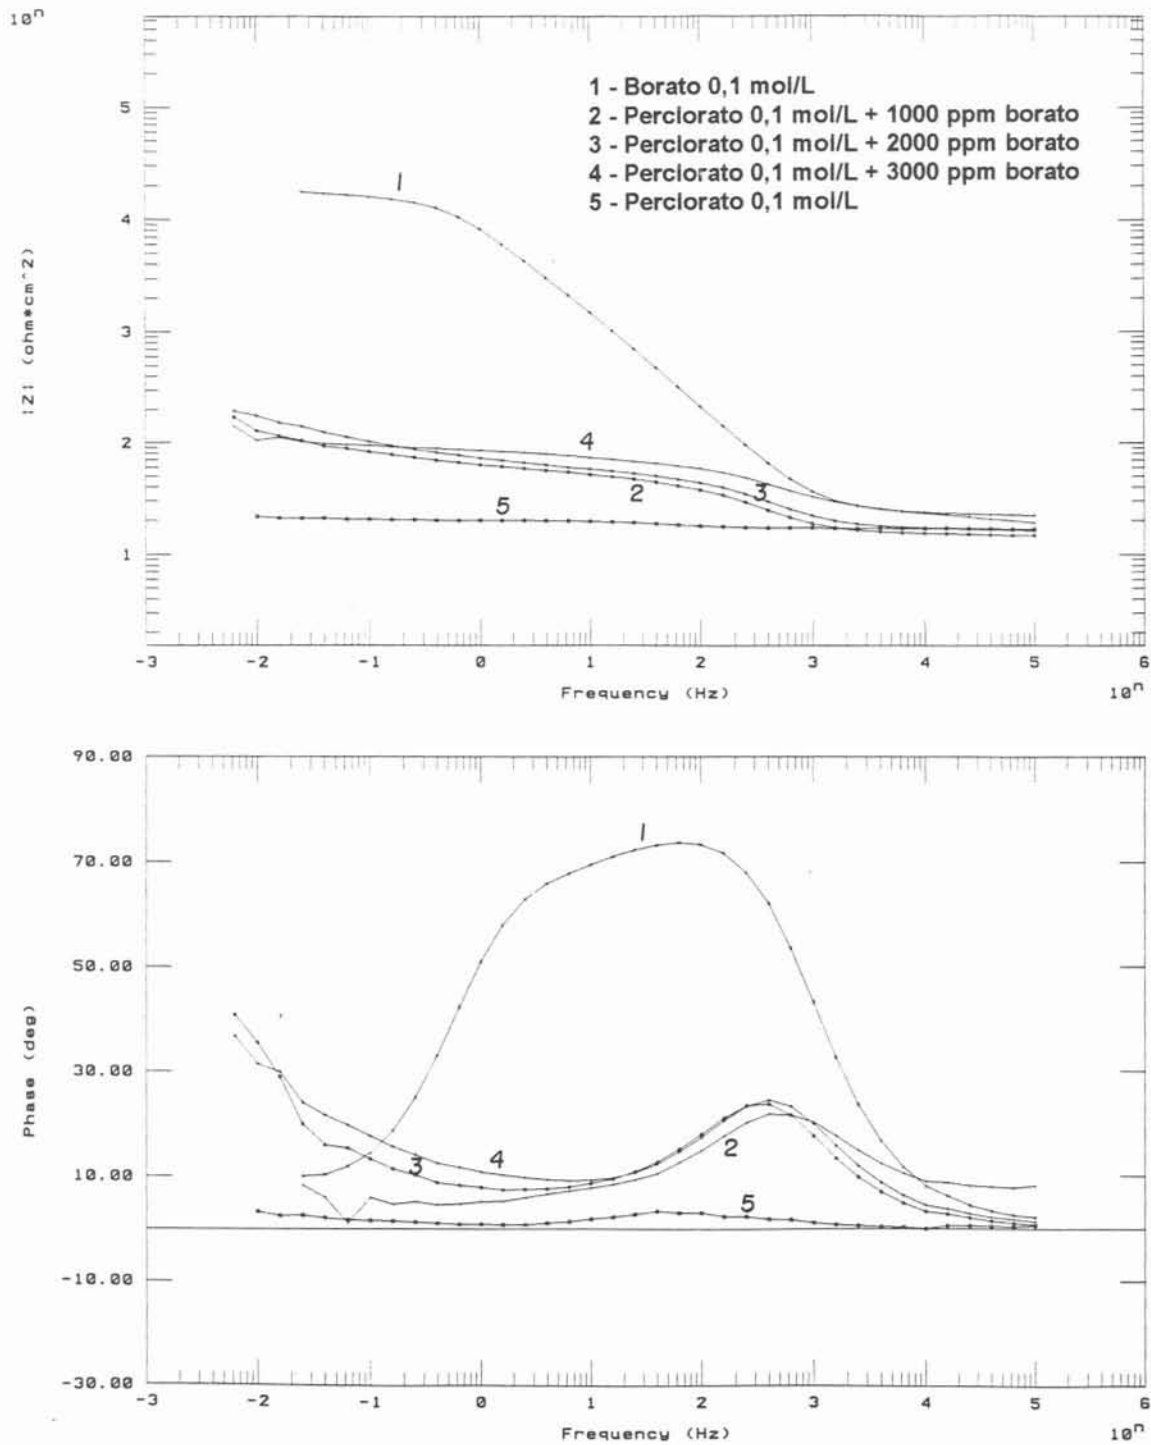 10ⁿ
1 - Borato 0,1 mol/L
2 - Perclorato 0,1 mol/L + 1000 ppm borato
3 - Perclorato 0,1 mol/L + 2000 ppm borato
4 - Perclorato 0,1 mol/L + 3000 ppm borato
5 - Perclorato 0,1 mol/L
5
4
3
2
1
|Z| (ohm*cm^2)
1
4
2
3
5
-3 -2 -1 0 1 2 3 4 5 6
Frequency (Hz) 10ⁿ
90.00
70.00
50.00
30.00
10.00
-10.00
-30.00
Phase (deg)
1
3
4
2
5
-3 -2 -1 0 1 2 3 4 5 6
Frequency (Hz) 10ⁿ